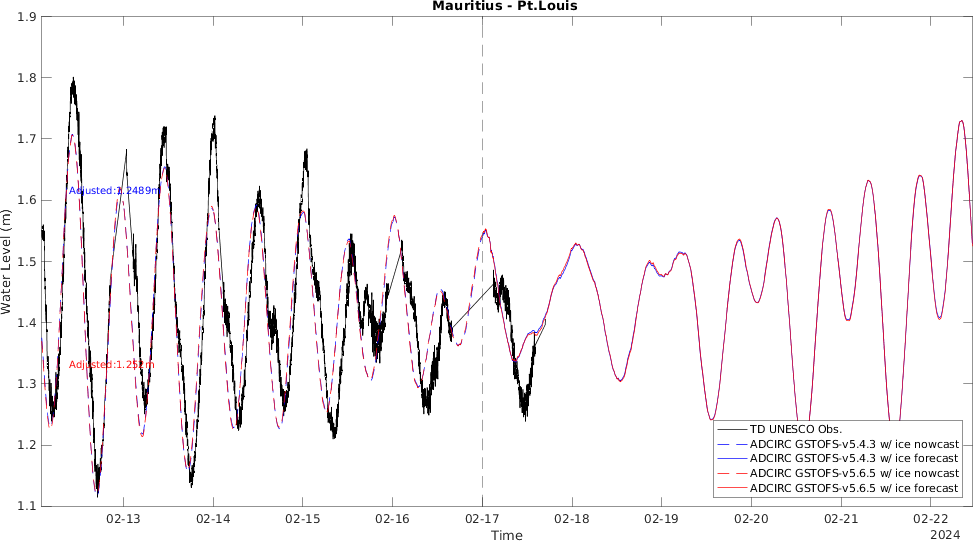 Mauritius - Pt.Louis
1.9
1.8
1.7
1.6
1.5
1.4
1.3
1.2
1.1
Water Level (m)
Adjusted:1.2489m
Adjusted:1.252m
TD UNESCO Obs.
ADCIRC GSTOFS-v5.4.3 w/ ice nowcast
ADCIRC GSTOFS-v5.4.3 w/ ice forecast
ADCIRC GSTOFS-v5.6.5 w/ ice nowcast
ADCIRC GSTOFS-v5.6.5 w/ ice forecast
02-13 02-14 02-15 02-16 02-17 02-18 02-19 02-20 02-21 02-22
Time
2024